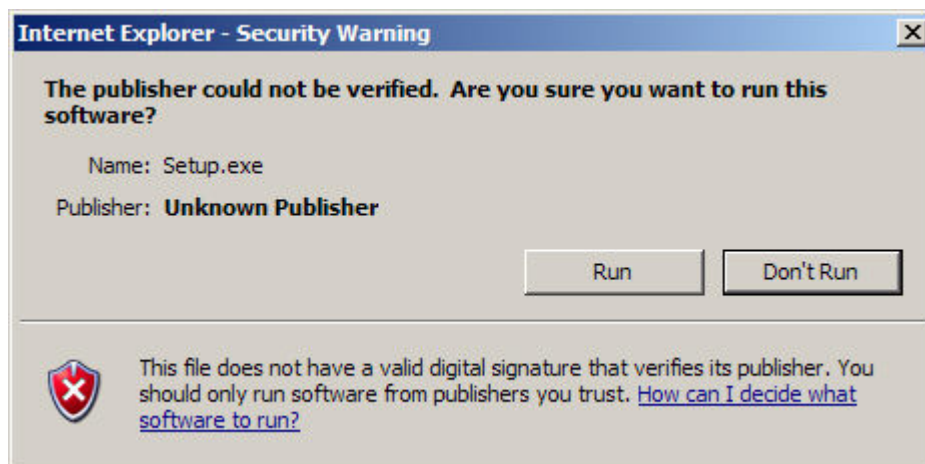 Internet Explorer - Security Warning
The publisher could not be verified. Are you sure you want to run this
software?
Name: Setup.exe
Publisher: Unknown Publisher
Run Don't Run
This file does not have a valid digital signature that verifies its publisher. You
should only run software from publishers you trust. How can I decide what
software to run?